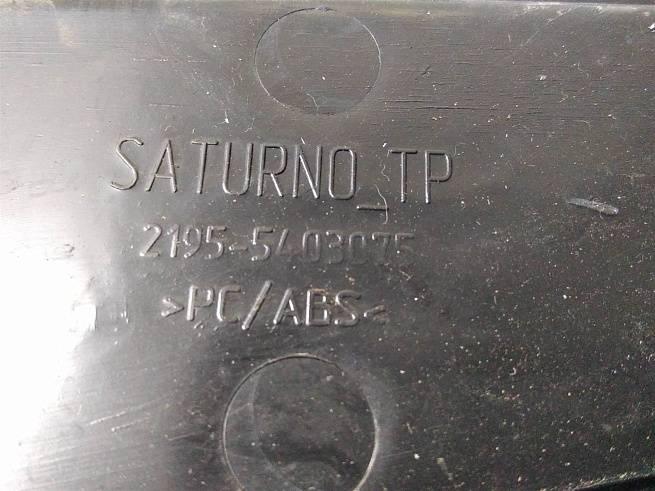 SATURNO_TP
2195-5403075
>PC/ABS<